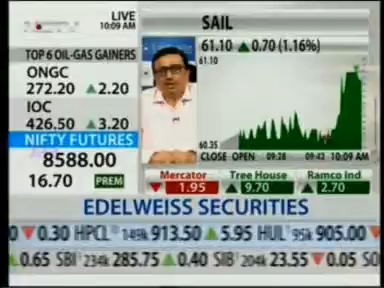 LIVE
10:09 AM
TOP 6 OIL-GAS GAINERS
ONGC
272.20 ▲2.20
IOC
426.50 ▲3.20
NIFTY FUTURES
8588.00
16.70 PREM
SAIL
61.10 ▲0.70 (1.16%)
61.10
60.35
CLOSE OPEN 09:28 09:42 10:09 AM
Mercator
▼ 1.95
Tree House
▲ 9.70
Ramco Ind
▲ 2.70
EDELWEISS SECURITIES
▼0.30 HPCL 149k 913.50 ▲5.95 HUL 95k 905.00
▲0.65 SBI 234k 285.75 ▲0.40 SIB 204k 23.55 ▼0.05